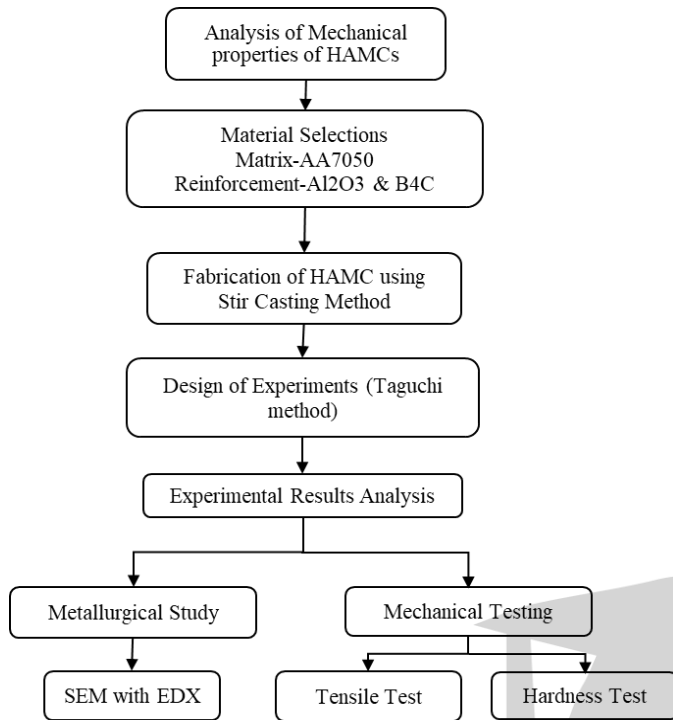 Analysis of Mechanical
properties of HAMCs
Material Selections
Matrix-AA7050
Reinforcement-Al2O3 & B4C
Fabrication of HAMC using
Stir Casting Method
Design of Experiments (Taguchi
method)
Experimental Results Analysis
Metallurgical Study
Mechanical Testing
SEM with EDX
Tensile Test
Hardness Test